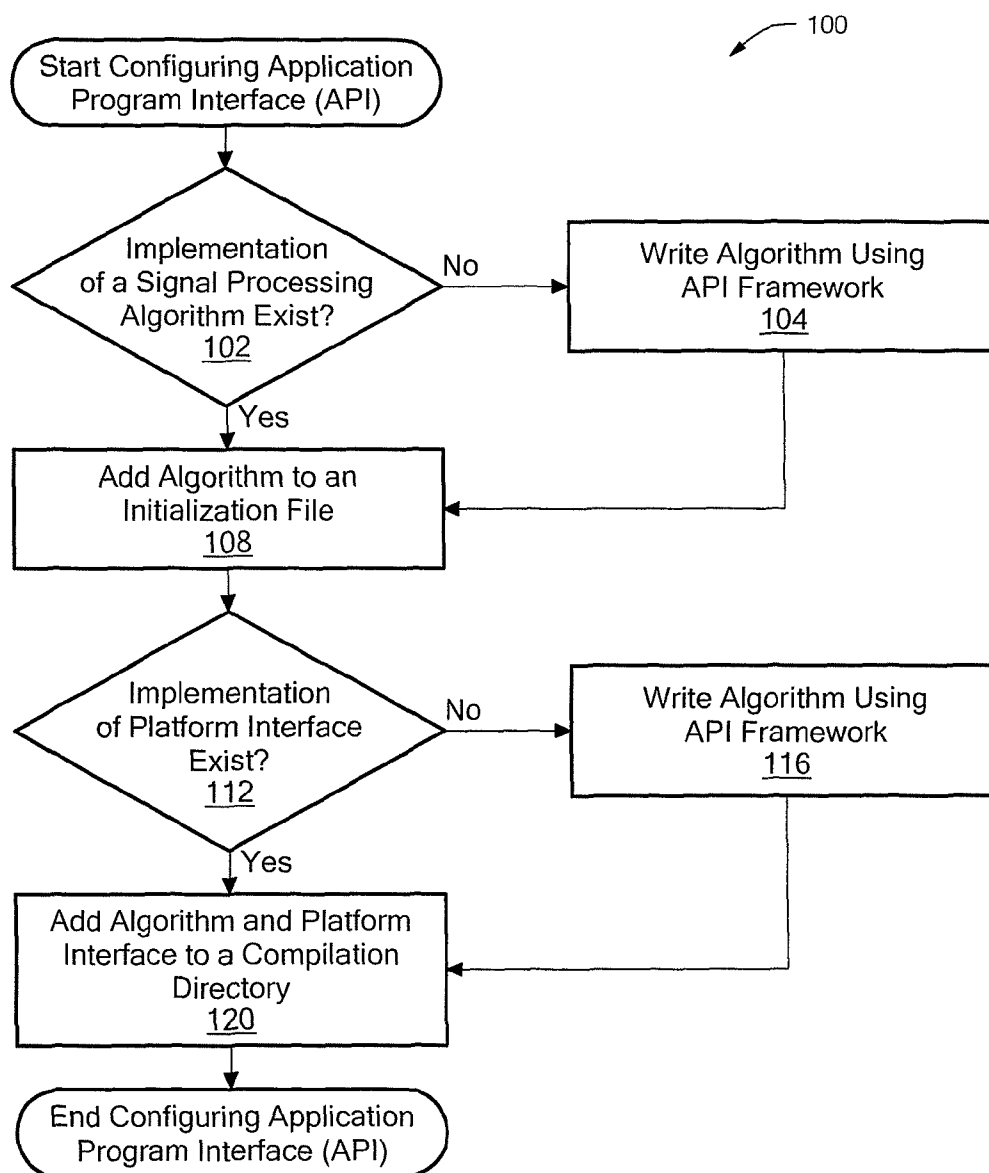 100
Start Configuring Application
Program Interface (API)
Implementation
of a Signal Processing
Algorithm Exist?
102
No
Write Algorithm Using
API Framework
104
Yes
Add Algorithm to an
Initialization File
108
Implementation
of Platform Interface
Exist?
112
No
Write Algorithm Using
API Framework
116
Yes
Add Algorithm and Platform
Interface to a Compilation
Directory
120
End Configuring Application
Program Interface (API)